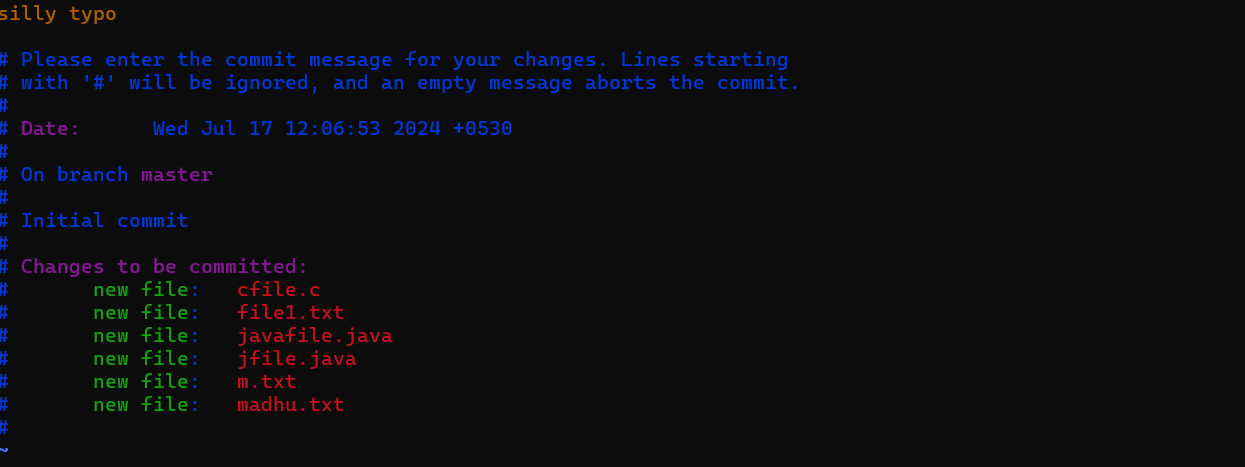 silly typo
# Please enter the commit message for your changes. Lines starting
# with '#' will be ignored, and an empty message aborts the commit.
#
# Date:      Wed Jul 17 12:06:53 2024 +0530
#
# On branch master
#
# Initial commit
#
# Changes to be committed:
#       new file:   cfile.c
#       new file:   file1.txt
#       new file:   javafile.java
#       new file:   jfile.java
#       new file:   m.txt
#       new file:   madhu.txt
#
~